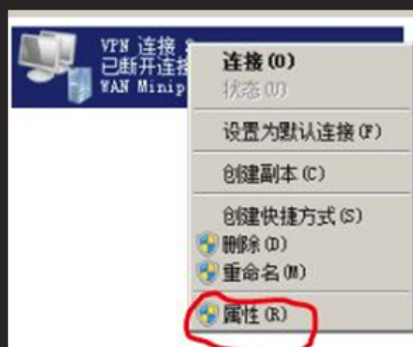 VPN 连接 2
已断开连接
WAN Minip
连接(O)
状态(U)
设置为默认连接(F)
创建副本(C)
创建快捷方式(S)
删除(D)
重命名(M)
属性(R)